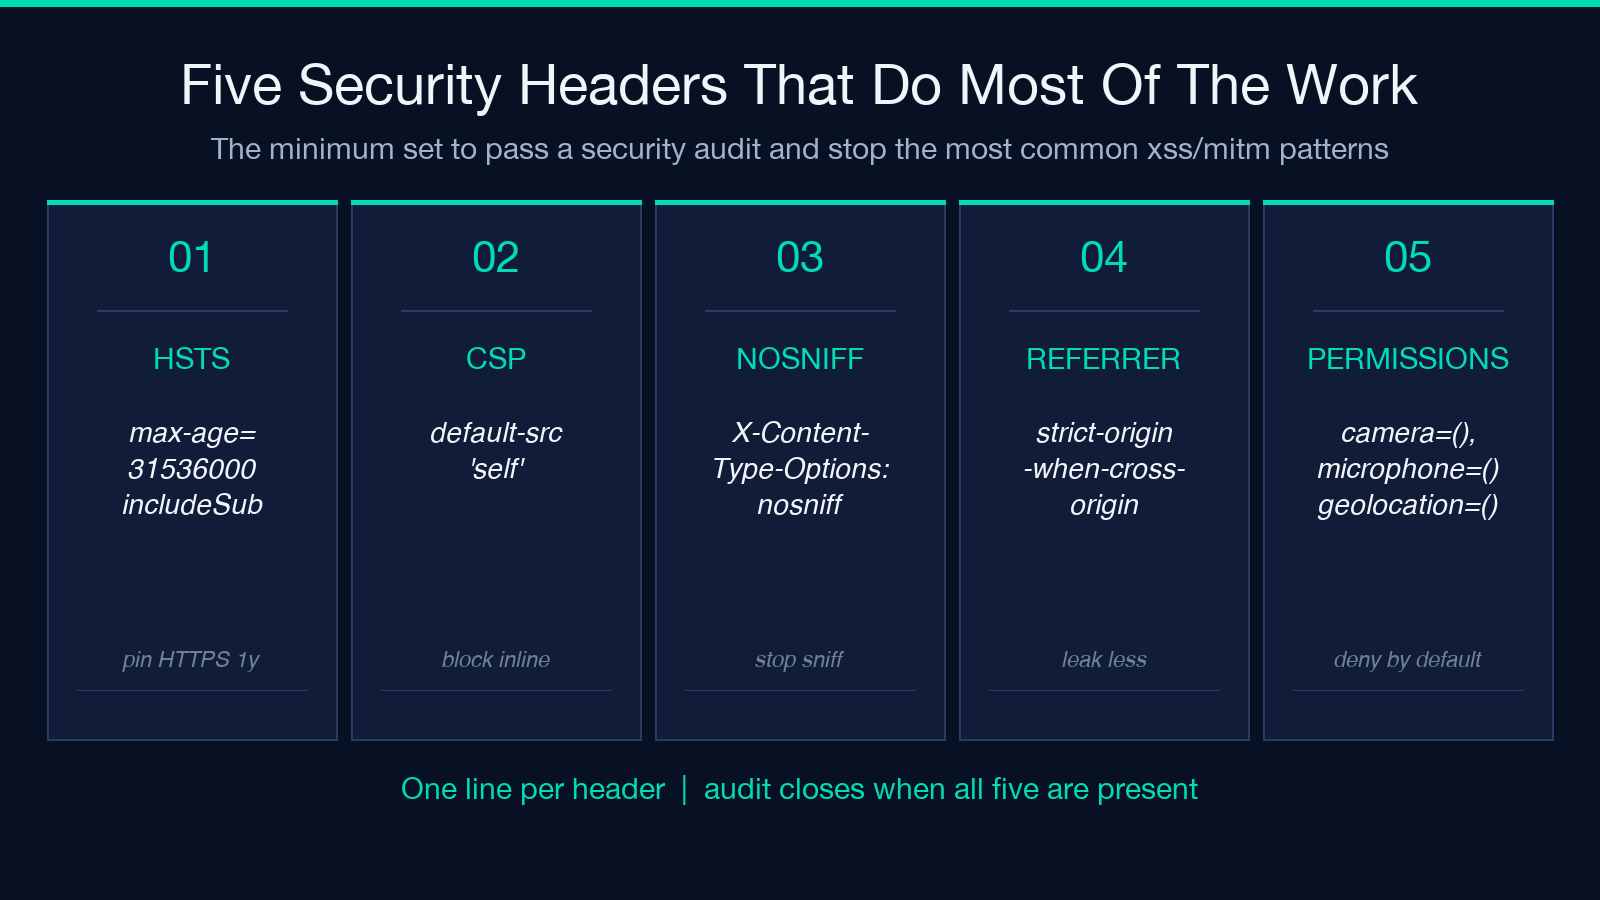 Five Security Headers That Do Most Of The Work
The minimum set to pass a security audit and stop the most common xss/mitm patterns
01
HSTS
max-age=
31536000
includeSub
pin HTTPS 1y
02
CSP
default-src
'self'
block inline
03
NOSNIFF
X-Content-
Type-Options:
nosniff
stop sniff
04
REFERRER
strict-origin
-when-cross-
origin
leak less
05
PERMISSIONS
camera=(),
microphone=()
geolocation=()
deny by default
One line per header | audit closes when all five are present